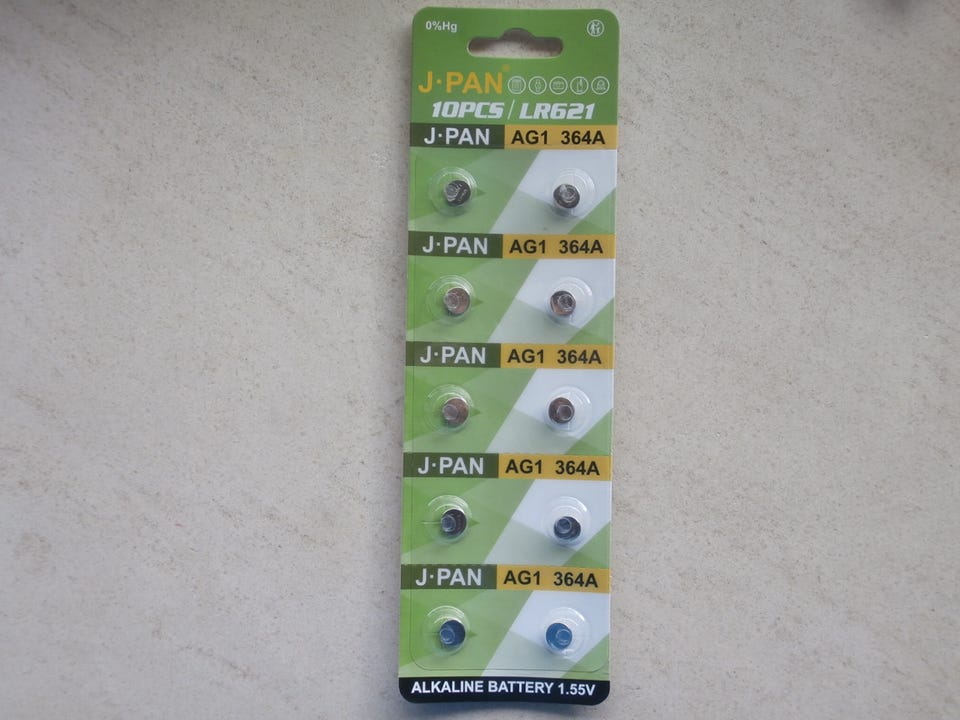 0%Hg
J·PAN
10PCS / LR621
J·PAN AG1 364A
J·PAN AG1 364A
J·PAN AG1 364A
J·PAN AG1 364A
J·PAN AG1 364A
ALKALINE BATTERY 1.55V